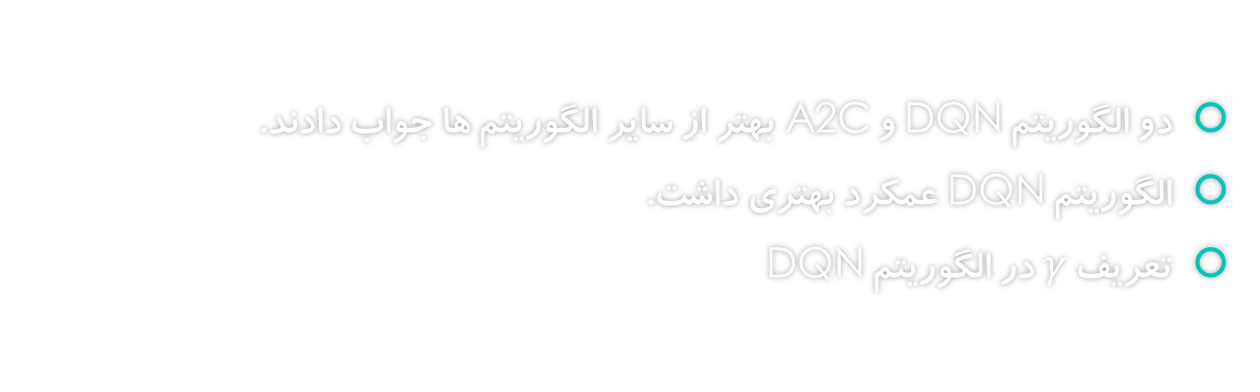 دو الگوریتم DQN و A2C بهتر از سایر الگوریتم ها جواب دادند.
الگوریتم DQN عمکرد بهتری داشت.
تعریف γ در الگوریتم DQN